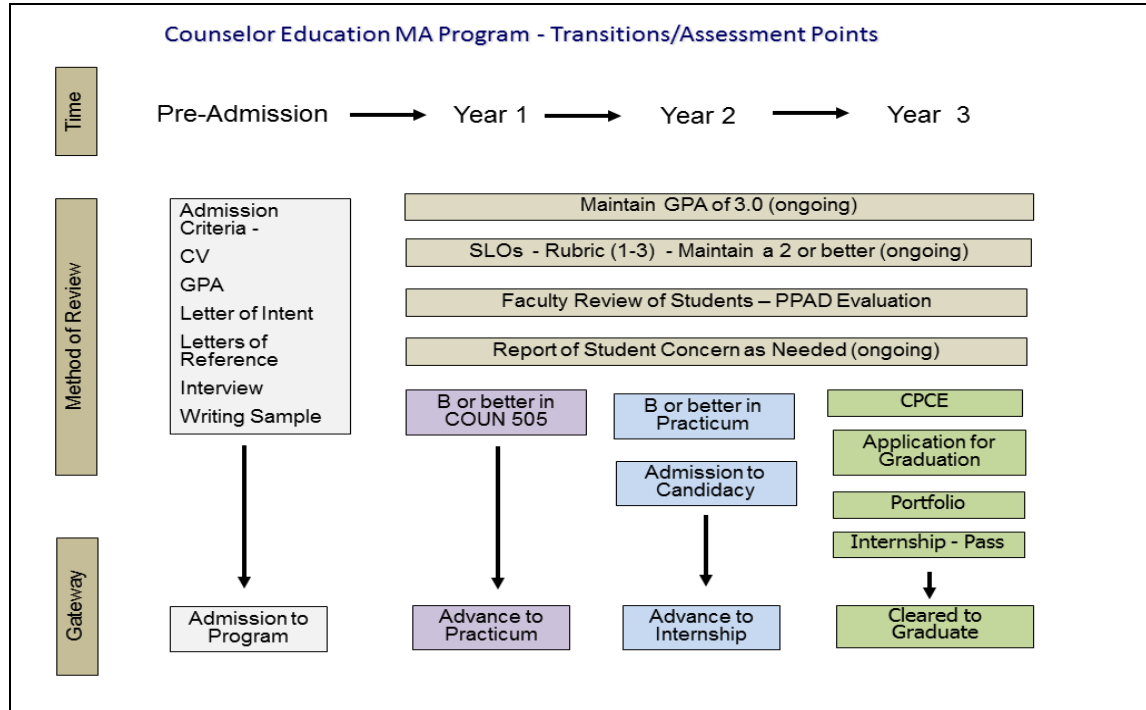 Counselor Education MA Program - Transitions/Assessment Points
Time
Pre-Admission
Year 1
Year 2
Year 3
Method of Review
Admission
Criteria -
CV
GPA
Letter of Intent
Letters of
Reference
Interview
Writing Sample
Maintain GPA of 3.0 (ongoing)
SLOs - Rubric (1-3) - Maintain a 2 or better (ongoing)
Faculty Review of Students – PPAD Evaluation
Report of Student Concern as Needed (ongoing)
B or better in
COUN 505
B or better in
Practicum
Admission to
Candidacy
CPCE
Application for
Graduation
Portfolio
Internship - Pass
Gateway
Admission to
Program
Advance to
Practicum
Advance to
Internship
Cleared to
Graduate